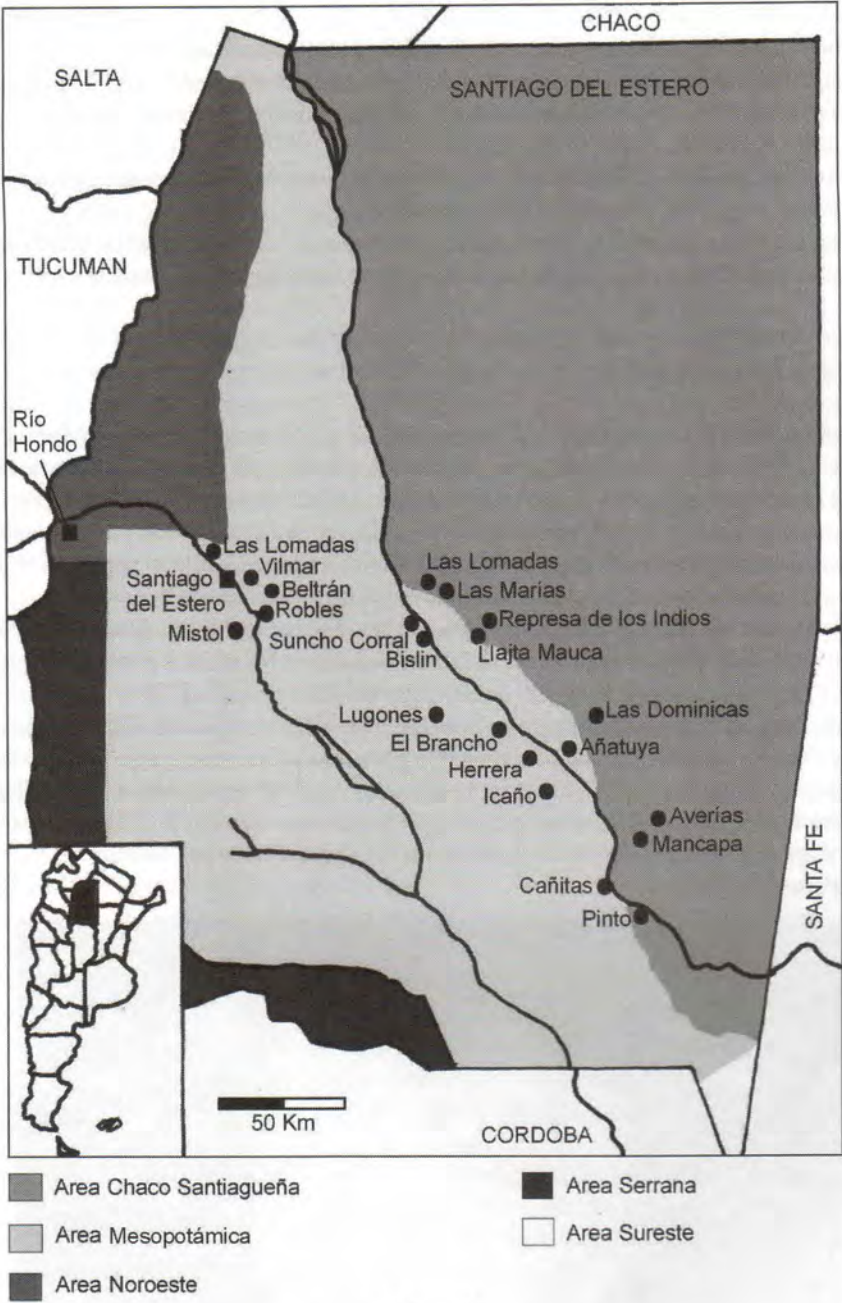 CHACO
SALTA
SANTIAGO DEL ESTERO
TUCUMAN
Río
Hondo
Las Lomadas
Vilmar
Santiago
del Estero
Beltrán
Robles
Mistol
Las Lomadas
Las Marías
Represa de los Indios
Suncho Corral
Bislin
Llajta Mauca
Lugones
Las Dominicas
El Brancho
Añatuya
Herrera
Icaño
Averías
Mancapa
Cañitas
Pinto
SANTA FE
50 Km
CORDOBA
Area Chaco Santiagueña
Area Serrana
Area Mesopotámica
Area Sureste
Area Noroeste